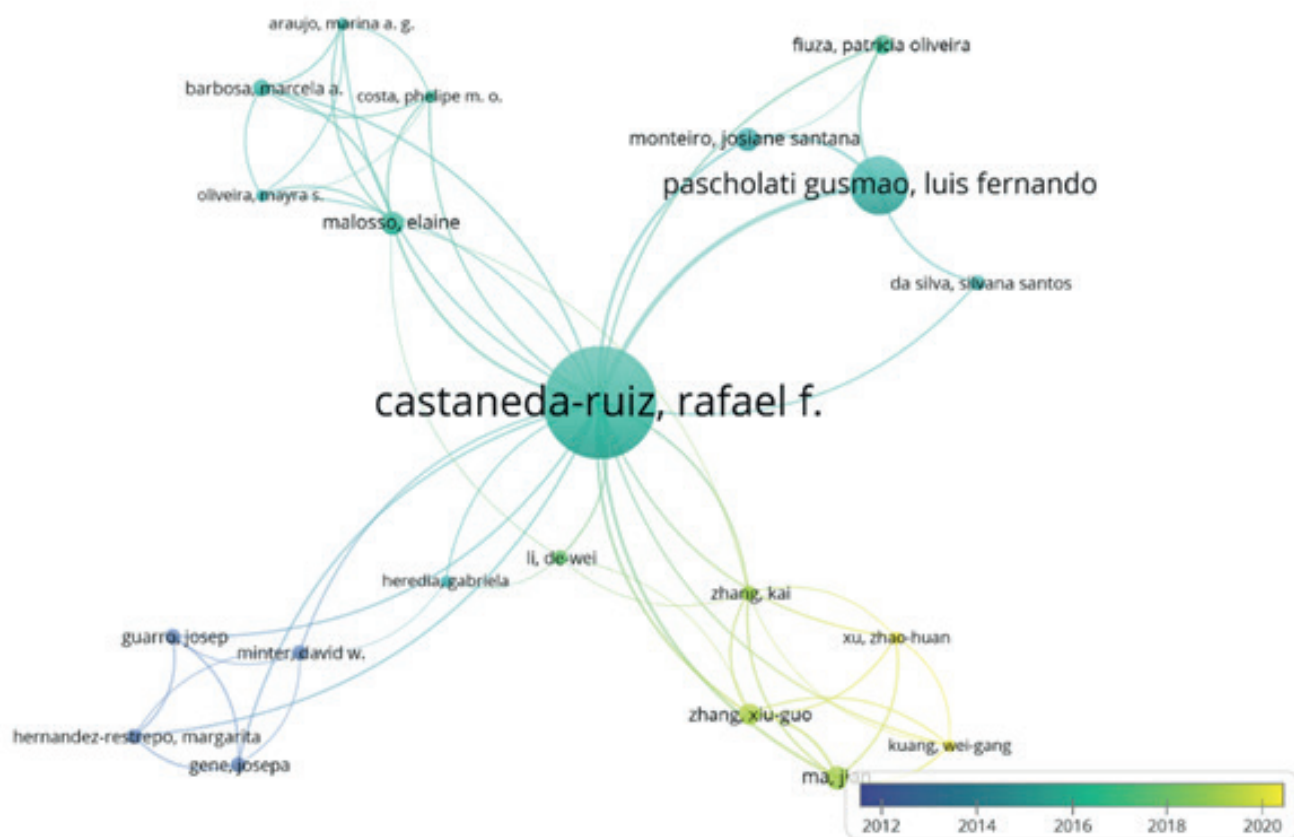 araujo, marina a. g.
fiuza, patricia oliveira
barbosa, marcela a.
costa, phelipe m. o.
monteiro, josiane santana
pascholati gusmao, luis fernando
oliveira, mayra s.
malosso, elaine
da silva, silvana santos
castaneda-ruiz, rafael f.
li, de-wei
heredia, gabriela
zhang, kai
guarro, josep
xu, zhao-huan
minter, david w.
zhang, xiu-guo
hernandez-restrepo, margarita
kuang, wei-gang
gene, josepa
ma, jian
2012 2014 2016 2018 2020